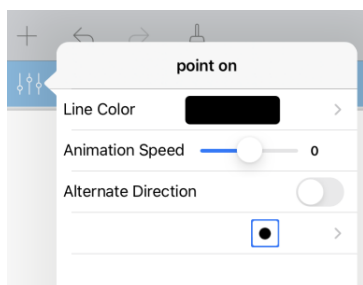 point on
Line Color
Animation Speed 0
Alternate Direction